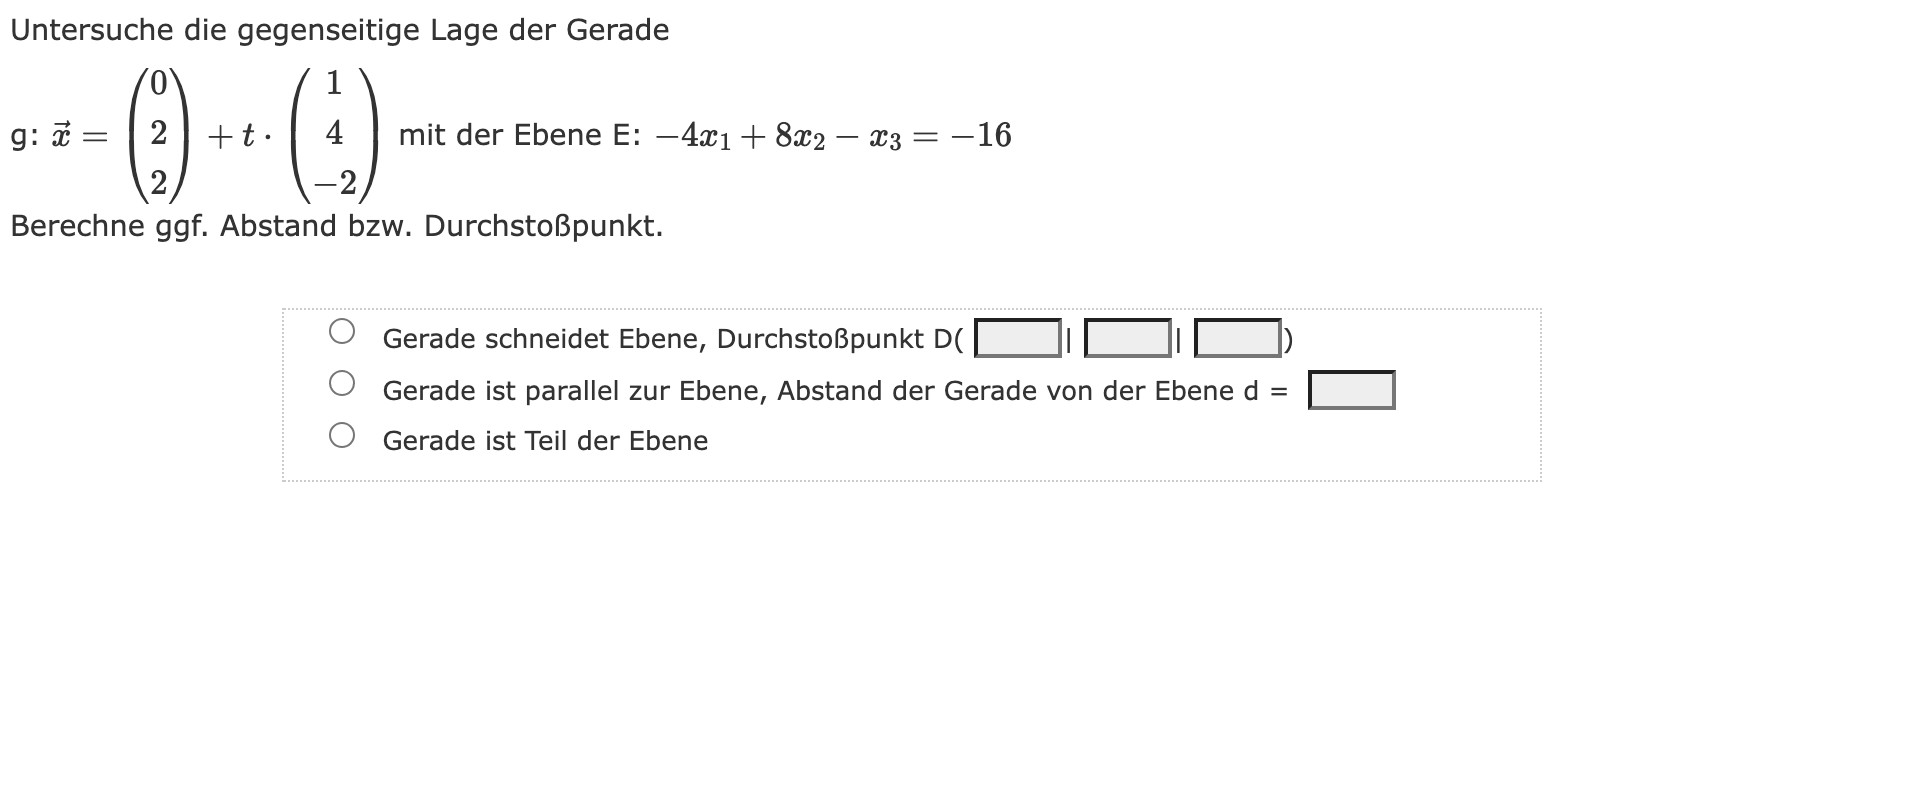 Untersuche die gegenseitige Lage der Gerade
g: $\vec{x} = \begin{pmatrix} 0 \\ 2 \\ 2 \end{pmatrix} + t \cdot \begin{pmatrix} 1 \\ 4 \\ -2 \end{pmatrix}$ mit der Ebene E: $-4x_1 + 8x_2 - x_3 = -16$
Berechne ggf. Abstand bzw. Durchstoßpunkt.
Gerade schneidet Ebene, Durchstoßpunkt D( | | )
Gerade ist parallel zur Ebene, Abstand der Gerade von der Ebene d =
Gerade ist Teil der Ebene